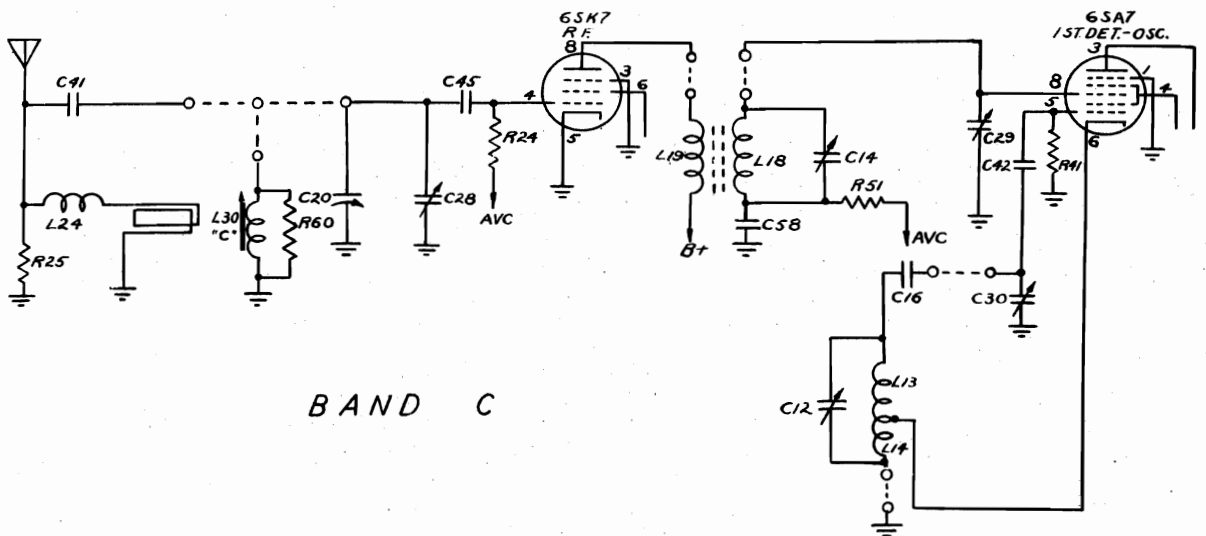 6SK7
R F.
8
3
6
4
5
C41
C45
R24
AVC
L24
R25
L30
"C"
R60
C20
C28
L19
L18
C14
R51
C58
B+
AVC
6SA7
1ST. DET.-OSC.
3
1
4
8
5
6
C29
C42
R41
C16
C30
C12
L13
L14
BAND C